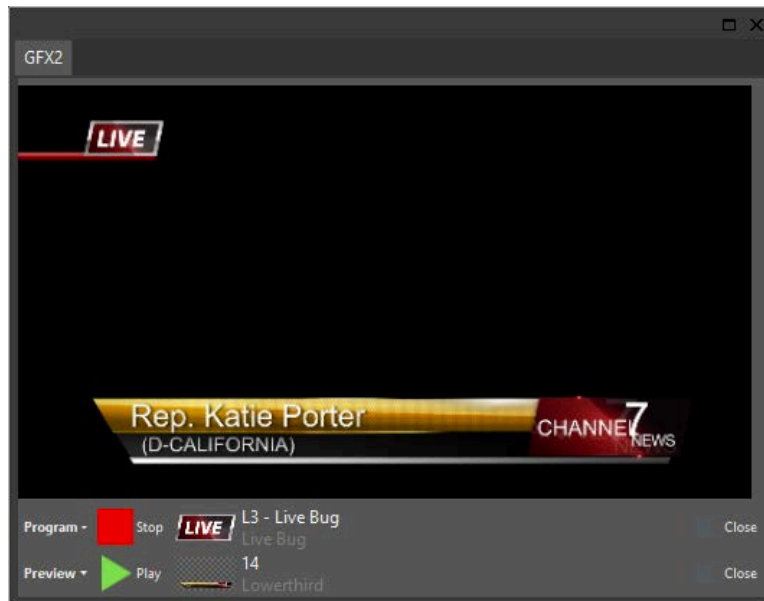 GFX2
LIVE
Rep. Katie Porter
(D-CALIFORNIA)
CHANNEL 7
NEWS
Program
Stop
LIVE
L3 - Live Bug
Live Bug
Close
Preview
Play
14
Lowerthird
Close